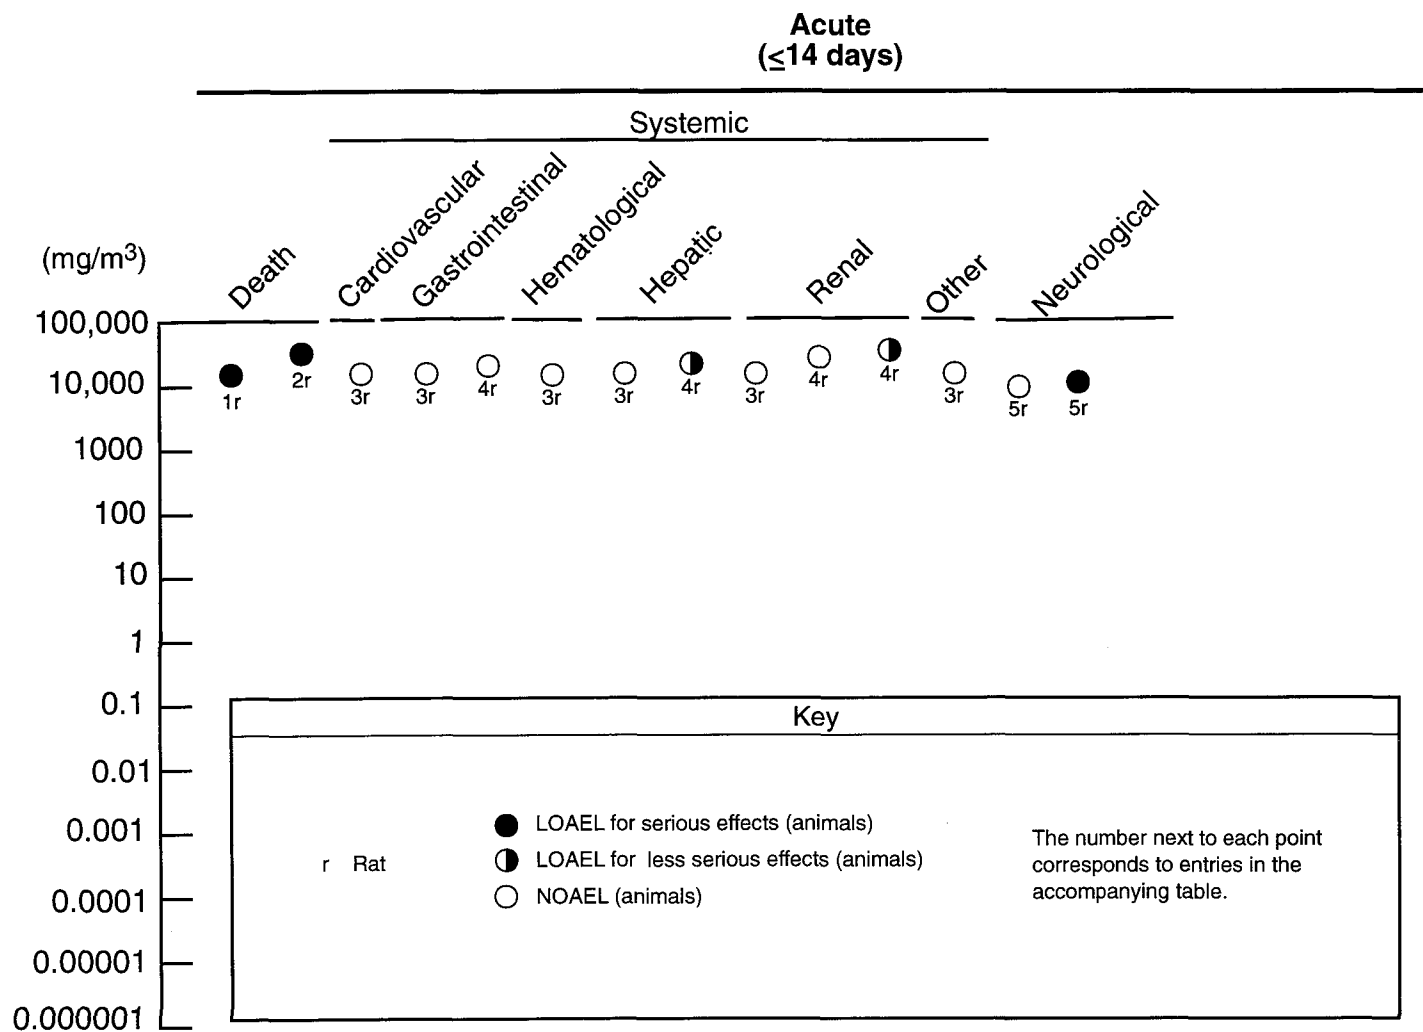 Acute
(≤14 days)
Systemic
(mg/m³)
Death
Cardiovascular
Gastrointestinal
Hematological
Hepatic
Renal
Other
Neurological
100,000
10,000
1000
100
10
1
0.1
0.01
0.001
0.0001
0.00001
0.000001
1r
2r
3r
3r
4r
3r
3r
4r
3r
4r
4r
3r
5r
5r
Key
r Rat
LOAEL for serious effects (animals)
LOAEL for less serious effects (animals)
NOAEL (animals)
The number next to each point
corresponds to entries in the
accompanying table.